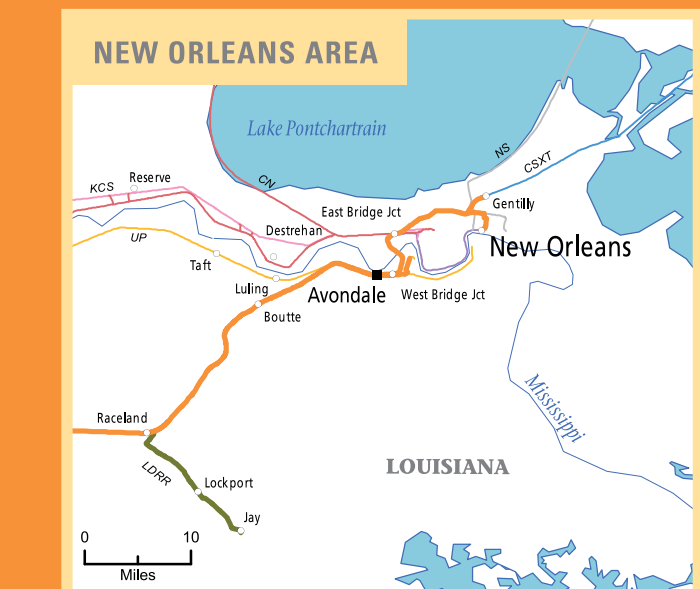 NEW ORLEANS AREA
Lake Pontchartrain
NS
CSXT
CN
KCS
Reserve
Gentilly
East Bridge Jct
Destrehan
UP
New Orleans
Taft
Luling
Avondale
West Bridge Jct
Boutte
Mississippi
Raceland
LOUISIANA
LDRR
Lockport
Jay
0 10
Miles